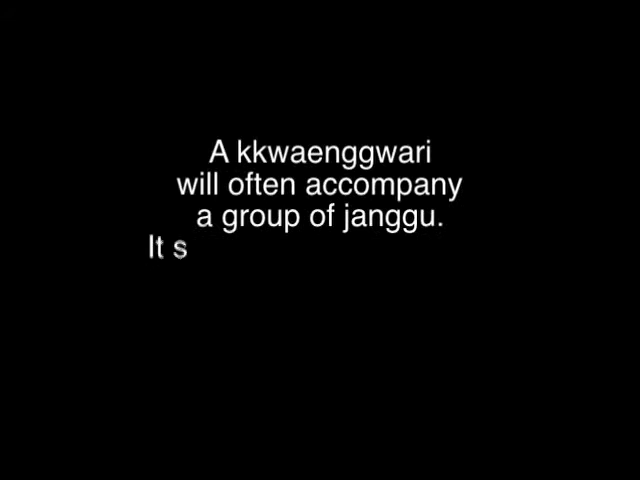 A kkwaenggwari
will often accompany
a group of janggu.
It s